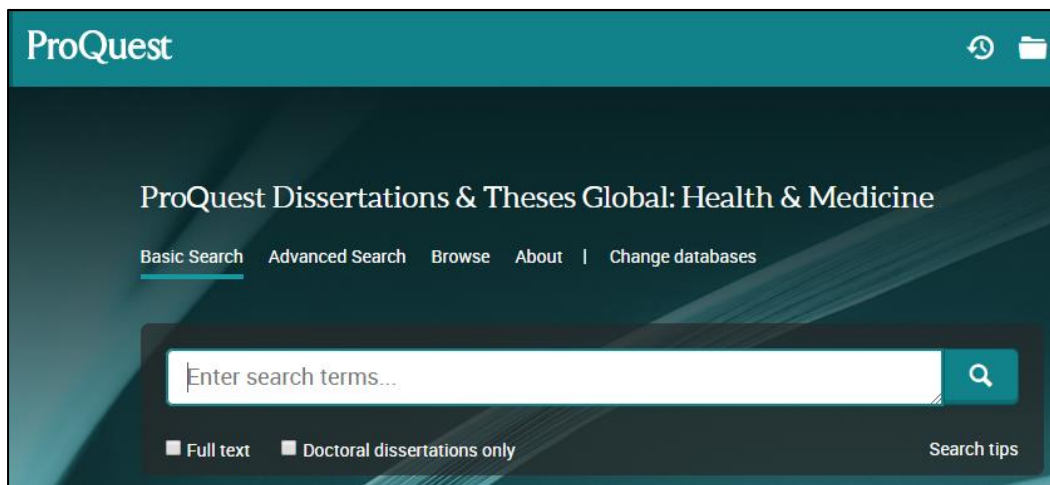 ProQuest
ProQuest Dissertations & Theses Global: Health & Medicine
Basic Search Advanced Search Browse About | Change databases
Enter search terms...
Full text Doctoral dissertations only Search tips